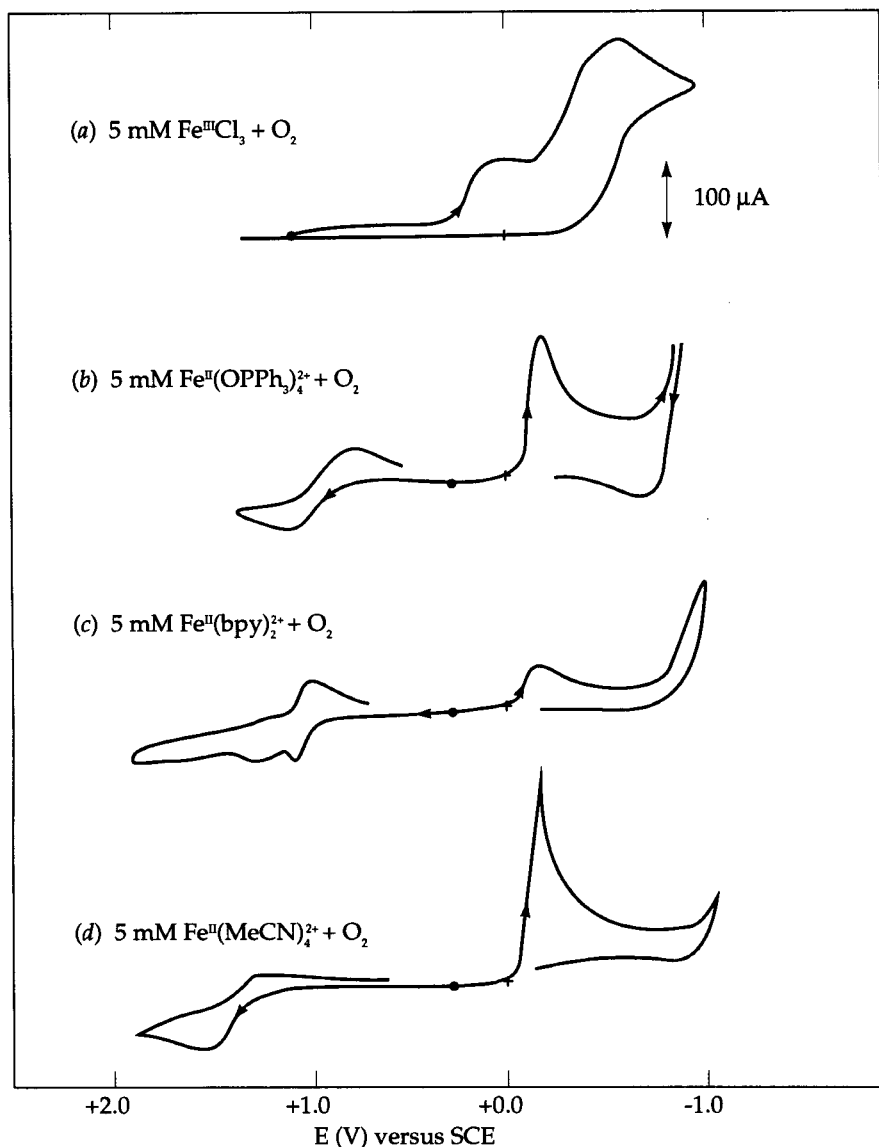 (a) 5 mM FeᴵᴵᴵCl₃ + O₂
100 μA
(b) 5 mM Feᴵᴵ(OPPh₃)₄²⁺ + O₂
(c) 5 mM Feᴵᴵ(bpy)₂²⁺ + O₂
(d) 5 mM Feᴵᴵ(MeCN)₄²⁺ + O₂
+2.0 +1.0 +0.0 -1.0
E (V) versus SCE